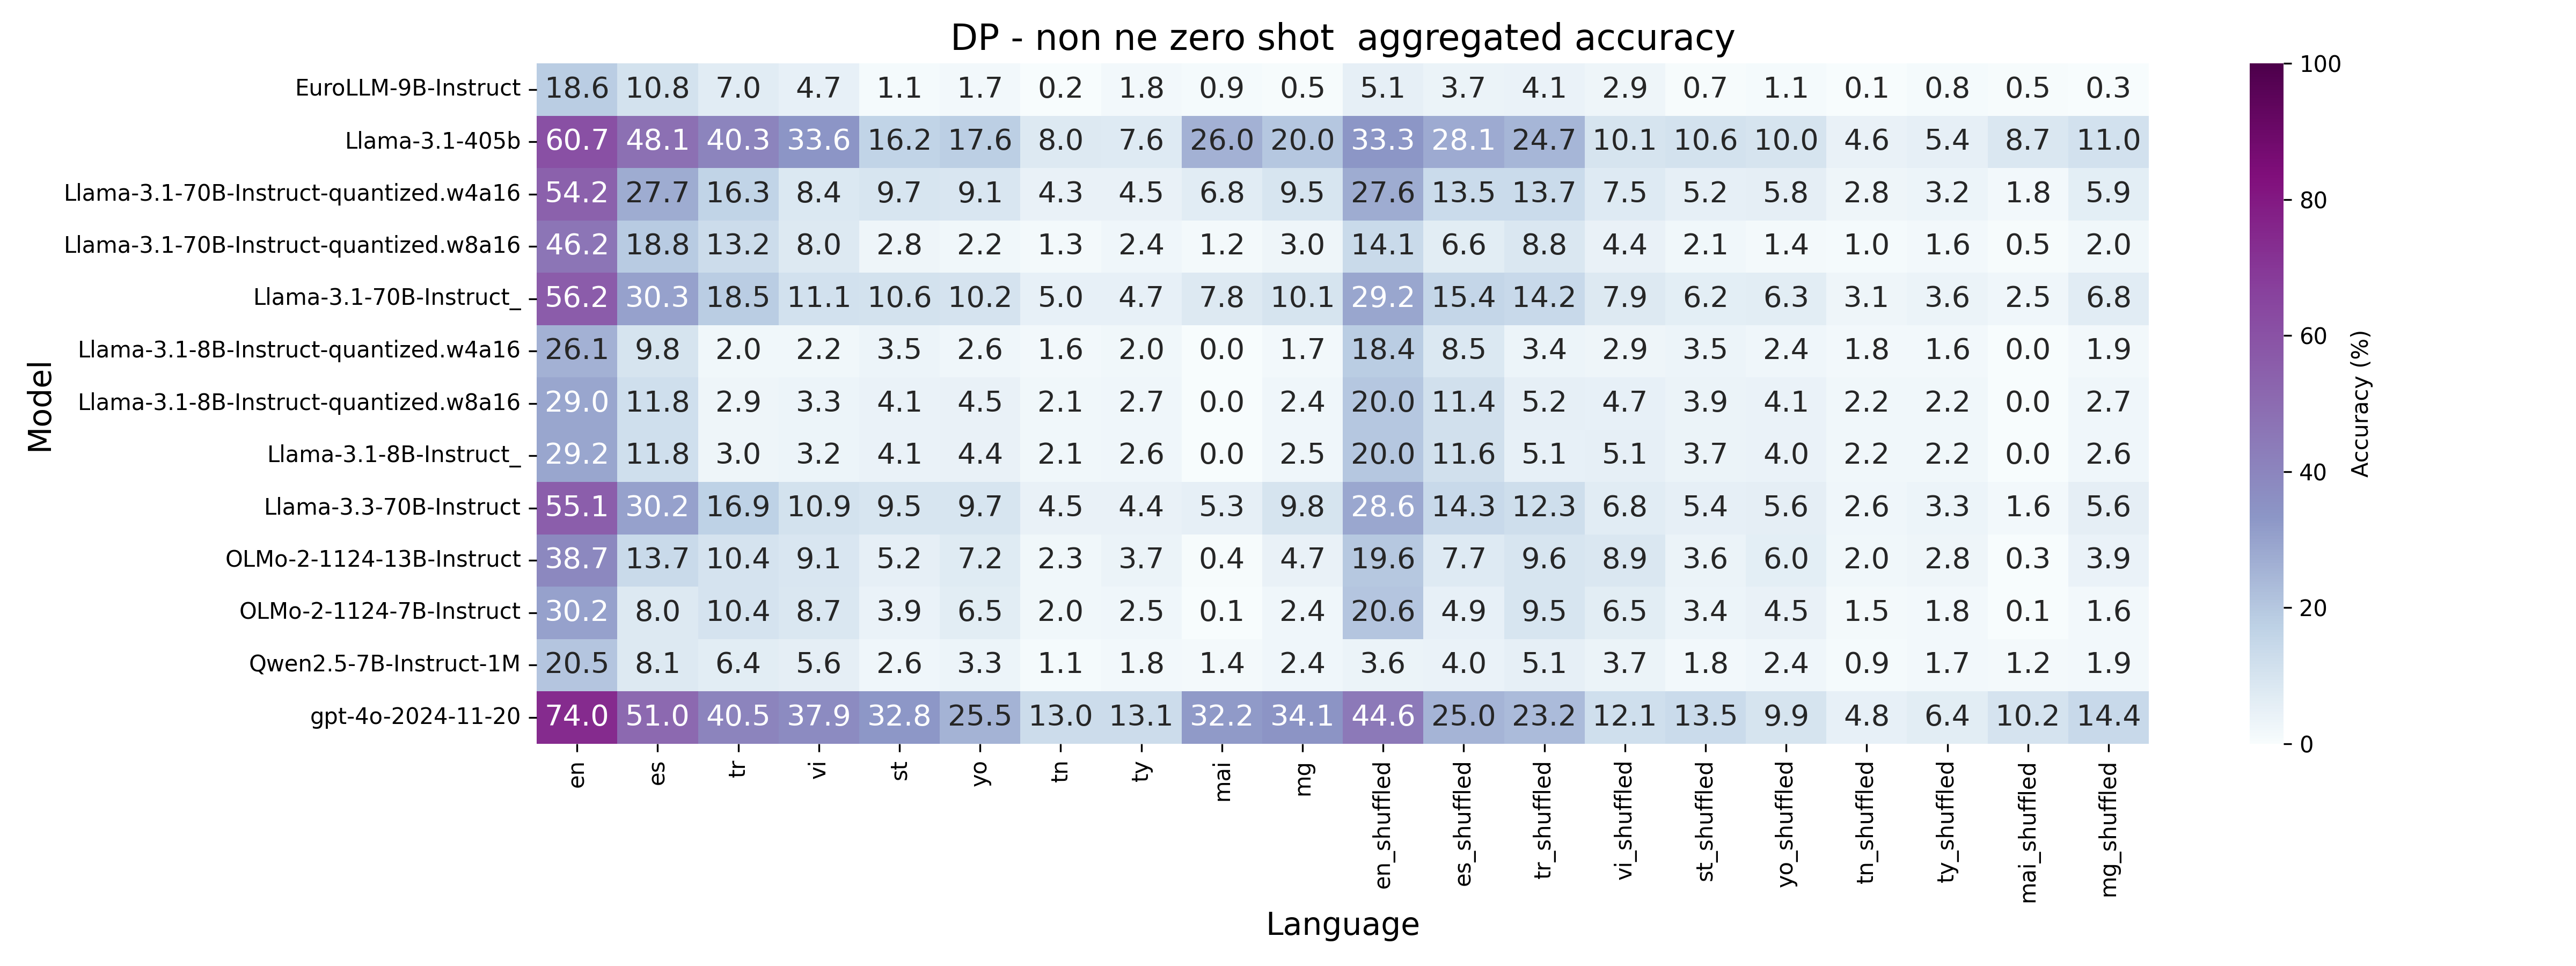 DP - non ne zero shot  aggregated accuracy
Model
EuroLLM-9B-Instruct 18.6 10.8 7.0 4.7 1.1 1.7 0.2 1.8 0.9 0.5 5.1 3.7 4.1 2.9 0.7 1.1 0.1 0.8 0.5 0.3
Llama-3.1-405b 60.7 48.1 40.3 33.6 16.2 17.6 8.0 7.6 26.0 20.0 33.3 28.1 24.7 10.1 10.6 10.0 4.6 5.4 8.7 11.0
Llama-3.1-70B-Instruct-quantized.w4a16 54.2 27.7 16.3 8.4 9.7 9.1 4.3 4.5 6.8 9.5 27.6 13.5 13.7 7.5 5.2 5.8 2.8 3.2 1.8 5.9
Llama-3.1-70B-Instruct-quantized.w8a16 46.2 18.8 13.2 8.0 2.8 2.2 1.3 2.4 1.2 3.0 14.1 6.6 8.8 4.4 2.1 1.4 1.0 1.6 0.5 2.0
Llama-3.1-70B-Instruct_ 56.2 30.3 18.5 11.1 10.6 10.2 5.0 4.7 7.8 10.1 29.2 15.4 14.2 7.9 6.2 6.3 3.1 3.6 2.5 6.8
Llama-3.1-8B-Instruct-quantized.w4a16 26.1 9.8 2.0 2.2 3.5 2.6 1.6 2.0 0.0 1.7 18.4 8.5 3.4 2.9 3.5 2.4 1.8 1.6 0.0 1.9
Llama-3.1-8B-Instruct-quantized.w8a16 29.0 11.8 2.9 3.3 4.1 4.5 2.1 2.7 0.0 2.4 20.0 11.4 5.2 4.7 3.9 4.1 2.2 2.2 0.0 2.7
Llama-3.1-8B-Instruct_ 29.2 11.8 3.0 3.2 4.1 4.4 2.1 2.6 0.0 2.5 20.0 11.6 5.1 5.1 3.7 4.0 2.2 2.2 0.0 2.6
Llama-3.3-70B-Instruct 55.1 30.2 16.9 10.9 9.5 9.7 4.5 4.4 5.3 9.8 28.6 14.3 12.3 6.8 5.4 5.6 2.6 3.3 1.6 5.6
OLMo-2-1124-13B-Instruct 38.7 13.7 10.4 9.1 5.2 7.2 2.3 3.7 0.4 4.7 19.6 7.7 9.6 8.9 3.6 6.0 2.0 2.8 0.3 3.9
OLMo-2-1124-7B-Instruct 30.2 8.0 10.4 8.7 3.9 6.5 2.0 2.5 0.1 2.4 20.6 4.9 9.5 6.5 3.4 4.5 1.5 1.8 0.1 1.6
Qwen2.5-7B-Instruct-1M 20.5 8.1 6.4 5.6 2.6 3.3 1.1 1.8 1.4 2.4 3.6 4.0 5.1 3.7 1.8 2.4 0.9 1.7 1.2 1.9
gpt-4o-2024-11-20 74.0 51.0 40.5 37.9 32.8 25.5 13.0 13.1 32.2 34.1 44.6 25.0 23.2 12.1 13.5 9.9 4.8 6.4 10.2 14.4
en es tr vi st yo tn ty mai mg en_shuffled es_shuffled tr_shuffled vi_shuffled st_shuffled yo_shuffled tn_shuffled ty_shuffled mai_shuffled mg_shuffled
Language
100
80
60
40
20
0
Accuracy (%)